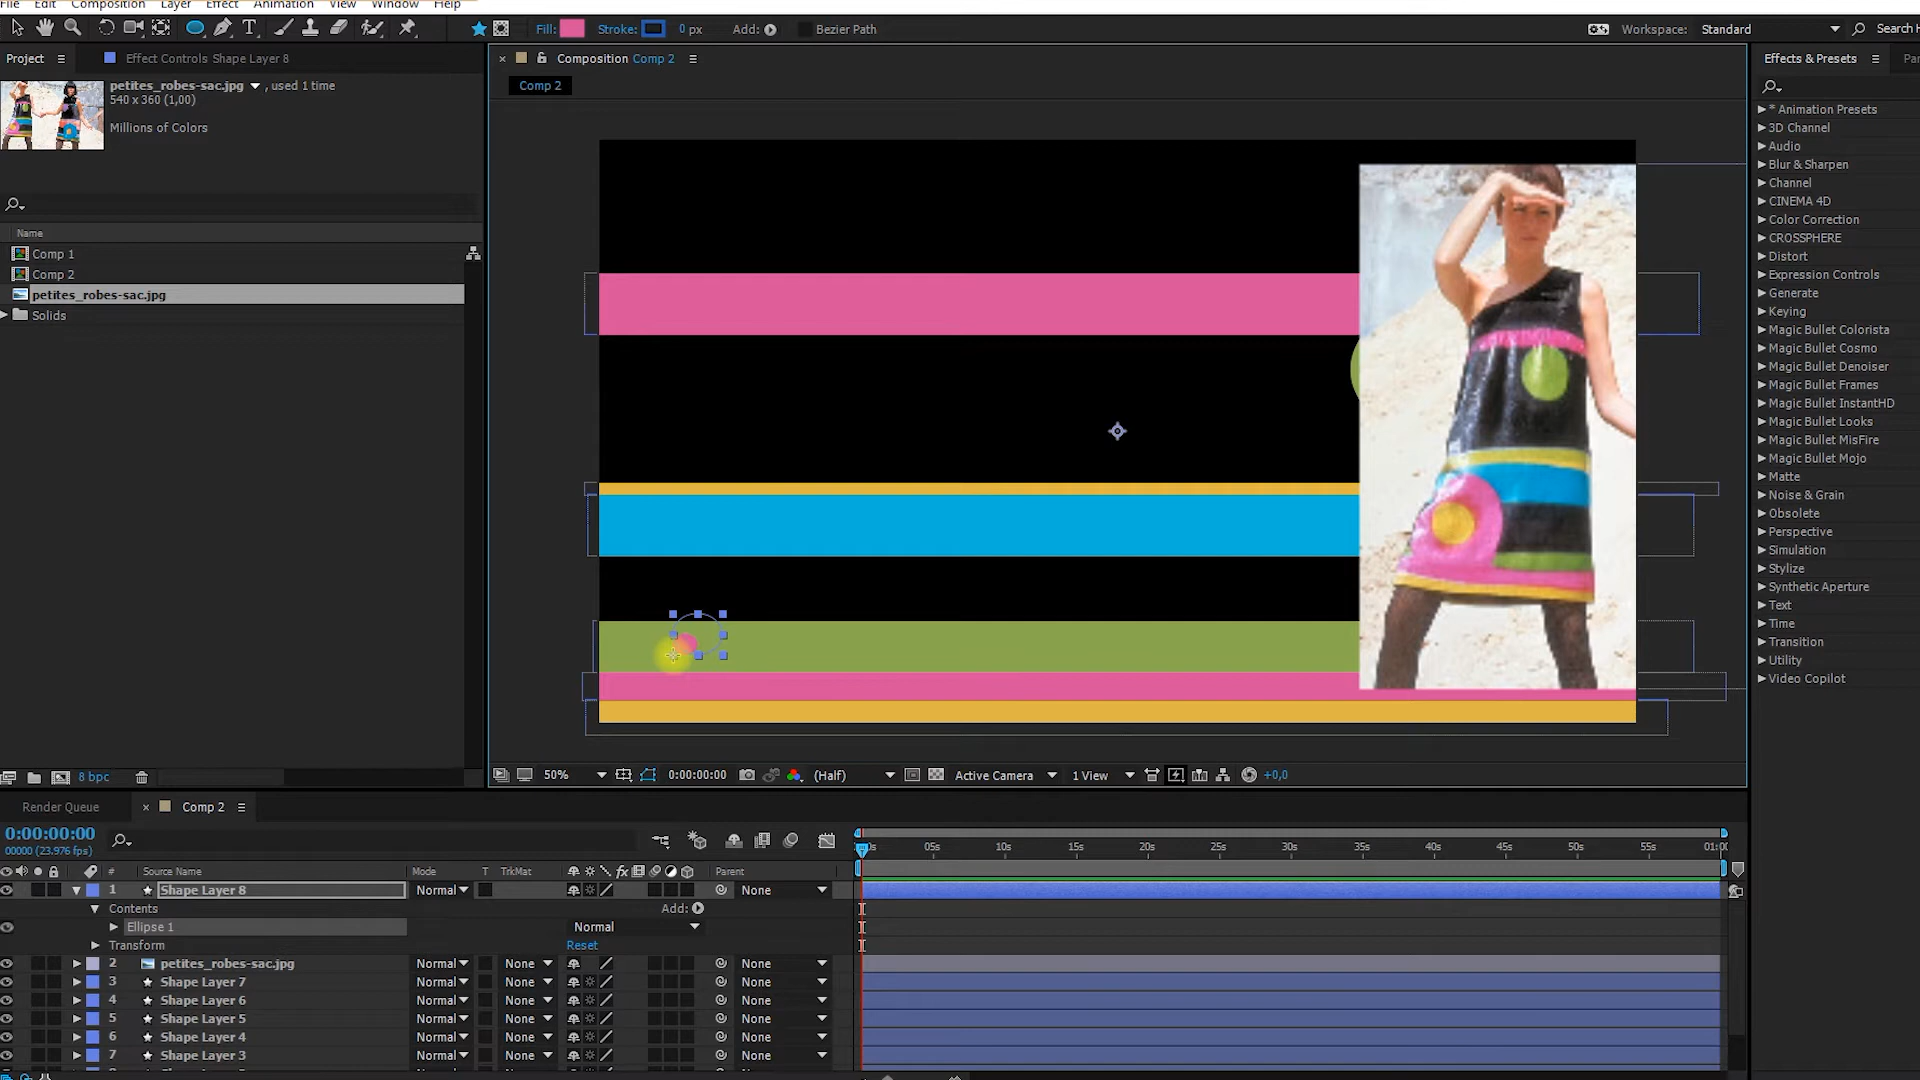 File Edit Composition Layer Effect Animation View Window Help
Fill: Stroke: 0 px Add: Bezier Path Workspace: Standard Search H
Project Effect Controls Shape Layer 8 Composition Comp 2 Effects & Presets Par
petites_robes-sac.jpg , used 1 time
540 x 360 (1,00)
Millions of Colors
Comp 2
Name
Comp 1
Comp 2
petites_robes-sac.jpg
Solids
* Animation Presets
3D Channel
Audio
Blur & Sharpen
Channel
CINEMA 4D
Color Correction
CROSSPHERE
Distort
Expression Controls
Generate
Keying
Magic Bullet Colorista
Magic Bullet Cosmo
Magic Bullet Denoiser
Magic Bullet Frames
Magic Bullet InstantHD
Magic Bullet Looks
Magic Bullet MisFire
Magic Bullet Mojo
Matte
Noise & Grain
Obsolete
Perspective
Simulation
Stylize
Synthetic Aperture
Text
Time
Transition
Utility
Video Copilot
8 bpc
50% 0:00:00:00 (Half) Active Camera 1 View +0,0
Render Queue Comp 2
0:00:00:00
00000 (23.976 fps)
0s 05s 10s 15s 20s 25s 30s 35s 40s 45s 50s 55s 01:00
# Source Name Mode T TrkMat Parent
1 Shape Layer 8 Normal None
Contents Add:
Ellipse 1 Normal
Transform Reset
2 petites_robes-sac.jpg Normal None None
3 Shape Layer 7 Normal None None
4 Shape Layer 6 Normal None None
5 Shape Layer 5 Normal None None
6 Shape Layer 4 Normal None None
7 Shape Layer 3 Normal None None